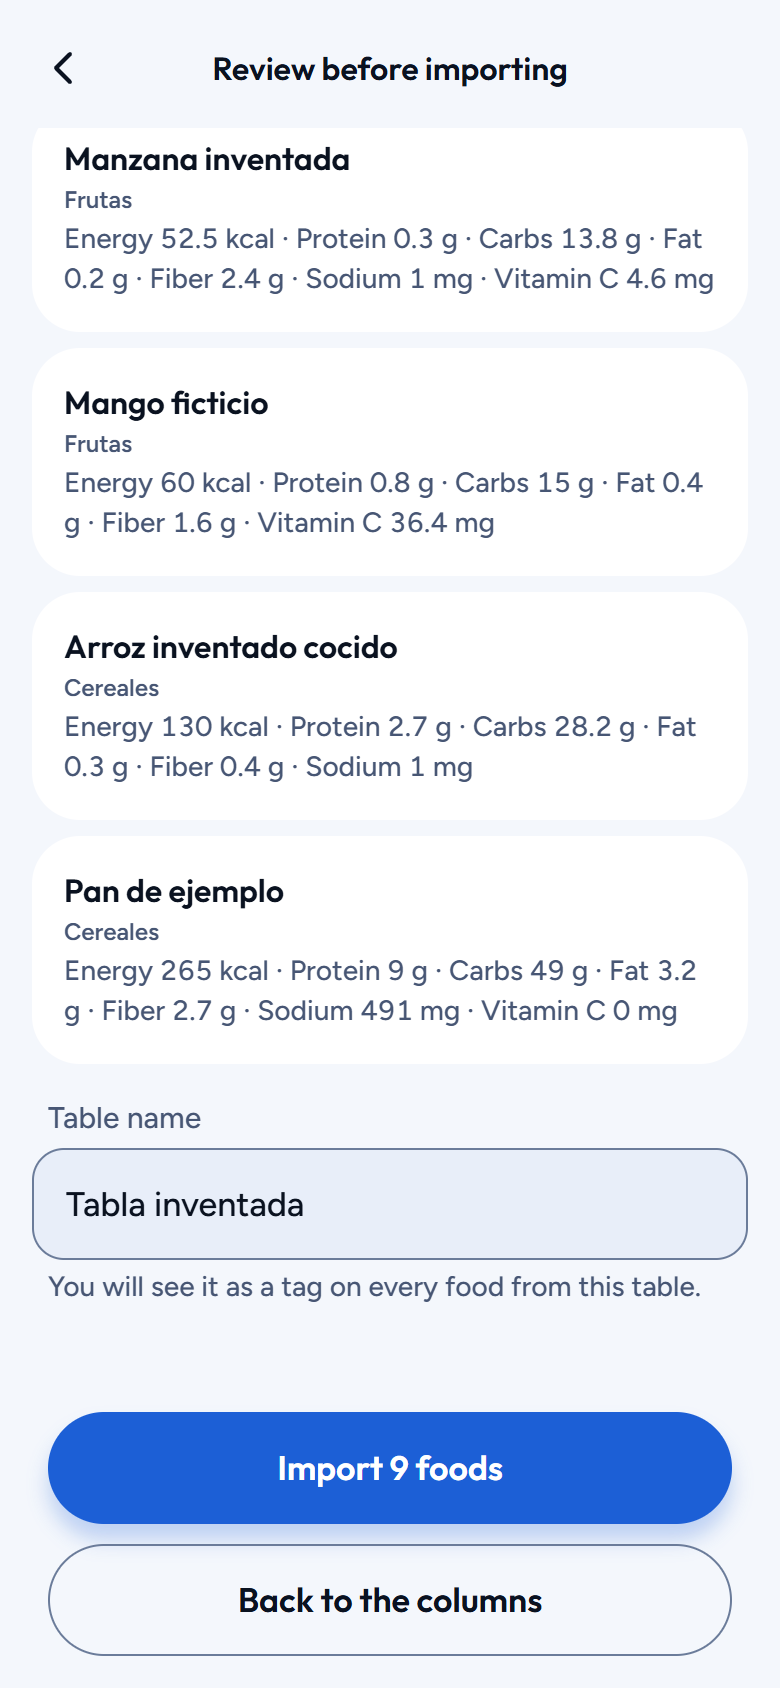 Review before importing
Manzana inventada
Frutas
Energy 52.5 kcal · Protein 0.3 g · Carbs 13.8 g · Fat
0.2 g · Fiber 2.4 g · Sodium 1 mg · Vitamin C 4.6 mg
Mango ficticio
Frutas
Energy 60 kcal · Protein 0.8 g · Carbs 15 g · Fat 0.4
g · Fiber 1.6 g · Vitamin C 36.4 mg
Arroz inventado cocido
Cereales
Energy 130 kcal · Protein 2.7 g · Carbs 28.2 g · Fat
0.3 g · Fiber 0.4 g · Sodium 1 mg
Pan de ejemplo
Cereales
Energy 265 kcal · Protein 9 g · Carbs 49 g · Fat 3.2
g · Fiber 2.7 g · Sodium 491 mg · Vitamin C 0 mg
Table name
Tabla inventada
You will see it as a tag on every food from this table.
Import 9 foods
Back to the columns